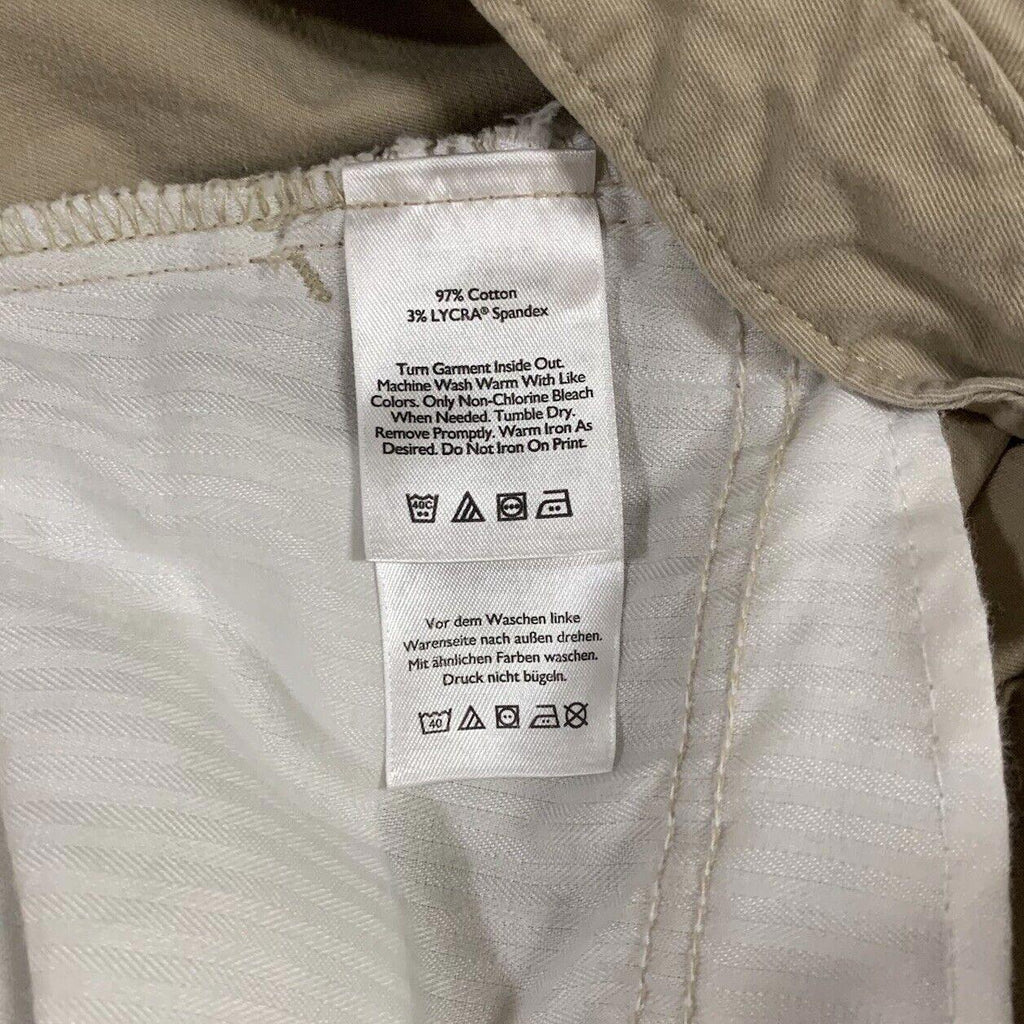 97% Cotton
3% LYCRA® Spandex
Turn Garment Inside Out.
Machine Wash Warm With Like
Colors. Only Non-Chlorine Bleach
When Needed. Tumble Dry.
Remove Promptly. Warm Iron As
Desired. Do Not Iron On Print.
40C
Vor dem Waschen linke
Warenseite nach außen drehen.
Mit ähnlichen Farben waschen.
Druck nicht bügeln.
40